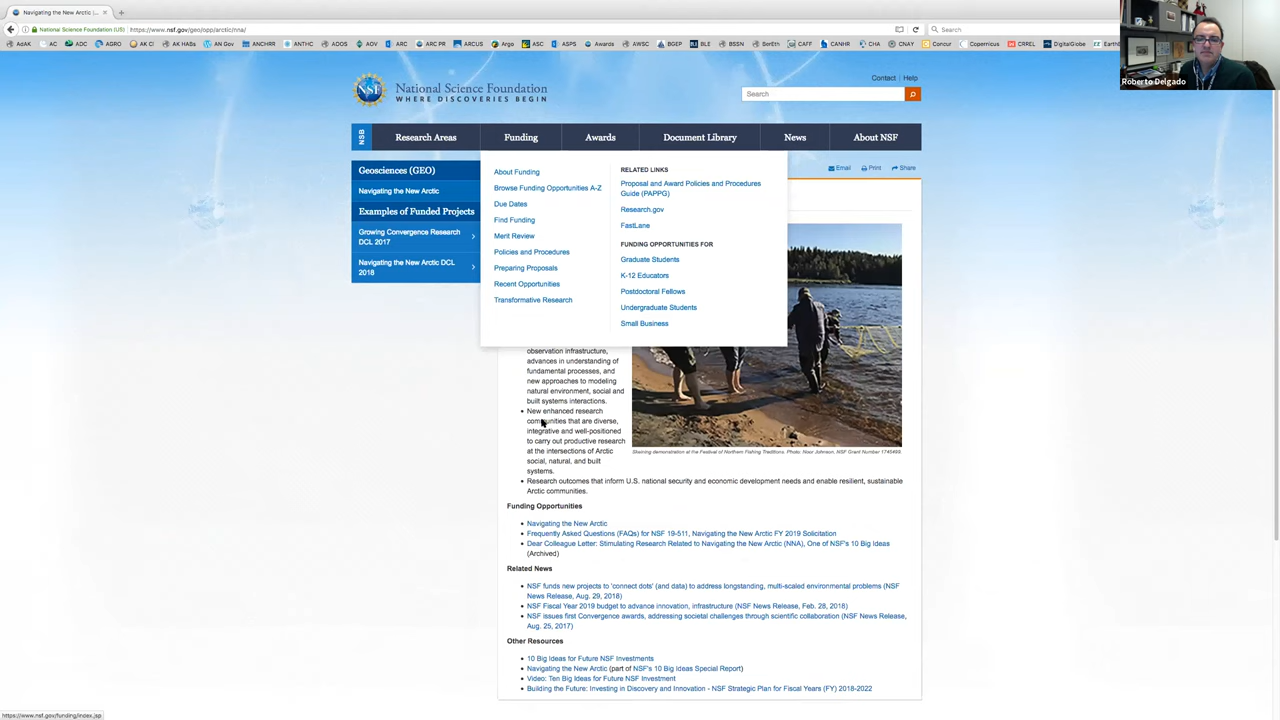 Navigating the New Arctic |...
National Science Foundation (US)
https://www.nsf.gov/geo/opp/arctic/nna/
Search
AdAK AC ADC AGRO AK CI AK HABs AN Gov ANCHRR ANTHC ADOS AOV ARC ARC PR ARCUS Argo ASC ASPS Awards AWSC BGEP BLE BSSN BerEth CAFF CANHR CHA CNAY Concur Copernicus CRREL DigitalGlobe
Roberto Delgado
Contact Help
NSF
National Science Foundation
WHERE DISCOVERIES BEGIN
Search
NSB
Research Areas Funding Awards Document Library News About NSF
Geosciences (GEO)
Navigating the New Arctic
Examples of Funded Projects
Growing Convergence Research
DCL 2017
Navigating the New Arctic DCL
2018
About Funding
Browse Funding Opportunities A-Z
Due Dates
Find Funding
Merit Review
Policies and Procedures
Preparing Proposals
Recent Opportunities
Transformative Research
RELATED LINKS
Proposal and Award Policies and Procedures
Guide (PAPPG)
Research.gov
FastLane
FUNDING OPPORTUNITIES FOR
Graduate Students
K-12 Educators
Postdoctoral Fellows
Undergraduate Students
Small Business
Email Print Share
observation infrastructure,
advances in understanding of
fundamental processes, and
new approaches to modeling
natural environment, social and
built systems interactions.
• New enhanced research
communities that are diverse,
integrative and well-positioned
to carry out productive research
at the intersections of Arctic
social, natural, and built
systems.
Skeining demonstration at the Festival of Northern Fishing Traditions. Photo: Noor Johnson, NSF Grant Number 1745499.
• Research outcomes that inform U.S. national security and economic development needs and enable resilient, sustainable
Arctic communities.
Funding Opportunities
• Navigating the New Arctic
• Frequently Asked Questions (FAQs) for NSF 19-511, Navigating the New Arctic FY 2019 Solicitation
• Dear Colleague Letter: Stimulating Research Related to Navigating the New Arctic (NNA), One of NSF's 10 Big Ideas
(Archived)
Related News
• NSF funds new projects to 'connect dots' (and data) to address longstanding, multi-scaled environmental problems (NSF
News Release, Aug. 29, 2018)
• NSF Fiscal Year 2019 budget to advance innovation, infrastructure (NSF News Release, Feb. 28, 2018)
• NSF issues first Convergence awards, addressing societal challenges through scientific collaboration (NSF News Release,
Aug. 25, 2017)
Other Resources
• 10 Big Ideas for Future NSF Investments
• Navigating the New Arctic (part of NSF's 10 Big Ideas Special Report)
• Video: Ten Big Ideas for Future NSF Investment
• Building the Future: Investing in Discovery and Innovation - NSF Strategic Plan for Fiscal Years (FY) 2018-2022
https://www.nsf.gov/funding/index.jsp